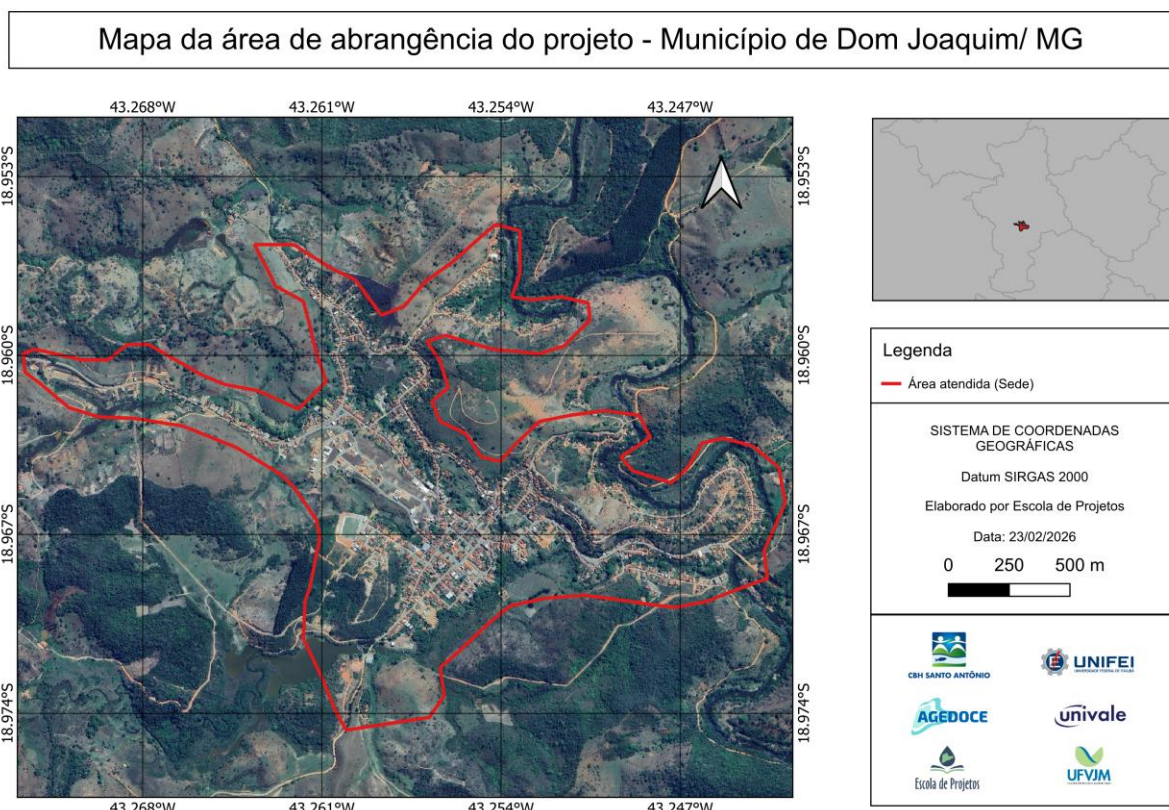 Mapa da área de abrangência do projeto - Município de Dom Joaquim/ MG
43.268°W 43.261°W 43.254°W 43.247°W
18.953°S
18.953°S
18.960°S
18.960°S
18.967°S
18.967°S
18.974°S
18.974°S
43.268°W 43.261°W 43.254°W 43.247°W
Legenda
Área atendida (Sede)
SISTEMA DE COORDENADAS
GEOGRÁFICAS
Datum SIRGAS 2000
Elaborado por Escola de Projetos
Data: 23/02/2026
0 250 500 m
CBH SANTO ANTÔNIO
UNIFEI
AGEDOCE
univale
Escola de Projetos
UFVJM